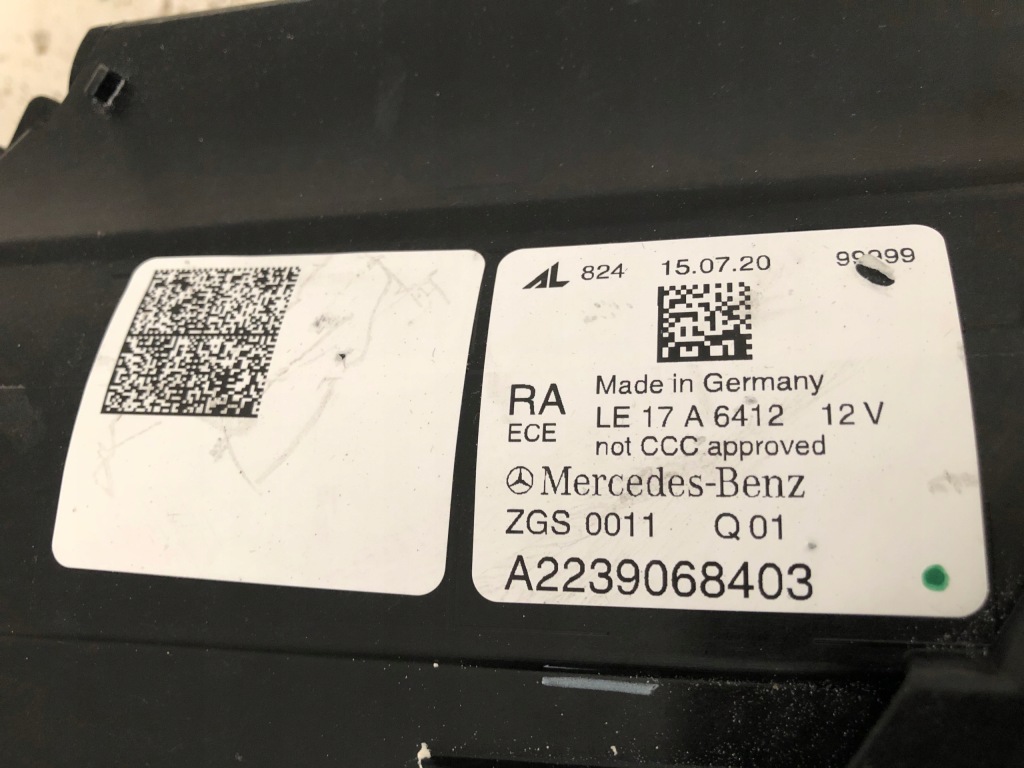 AL 824 15.07.20 99999
RA Made in Germany
ECE LE 17 A 6412 12 V
not CCC approved
Mercedes-Benz
ZGS 0011 Q 01
A2239068403